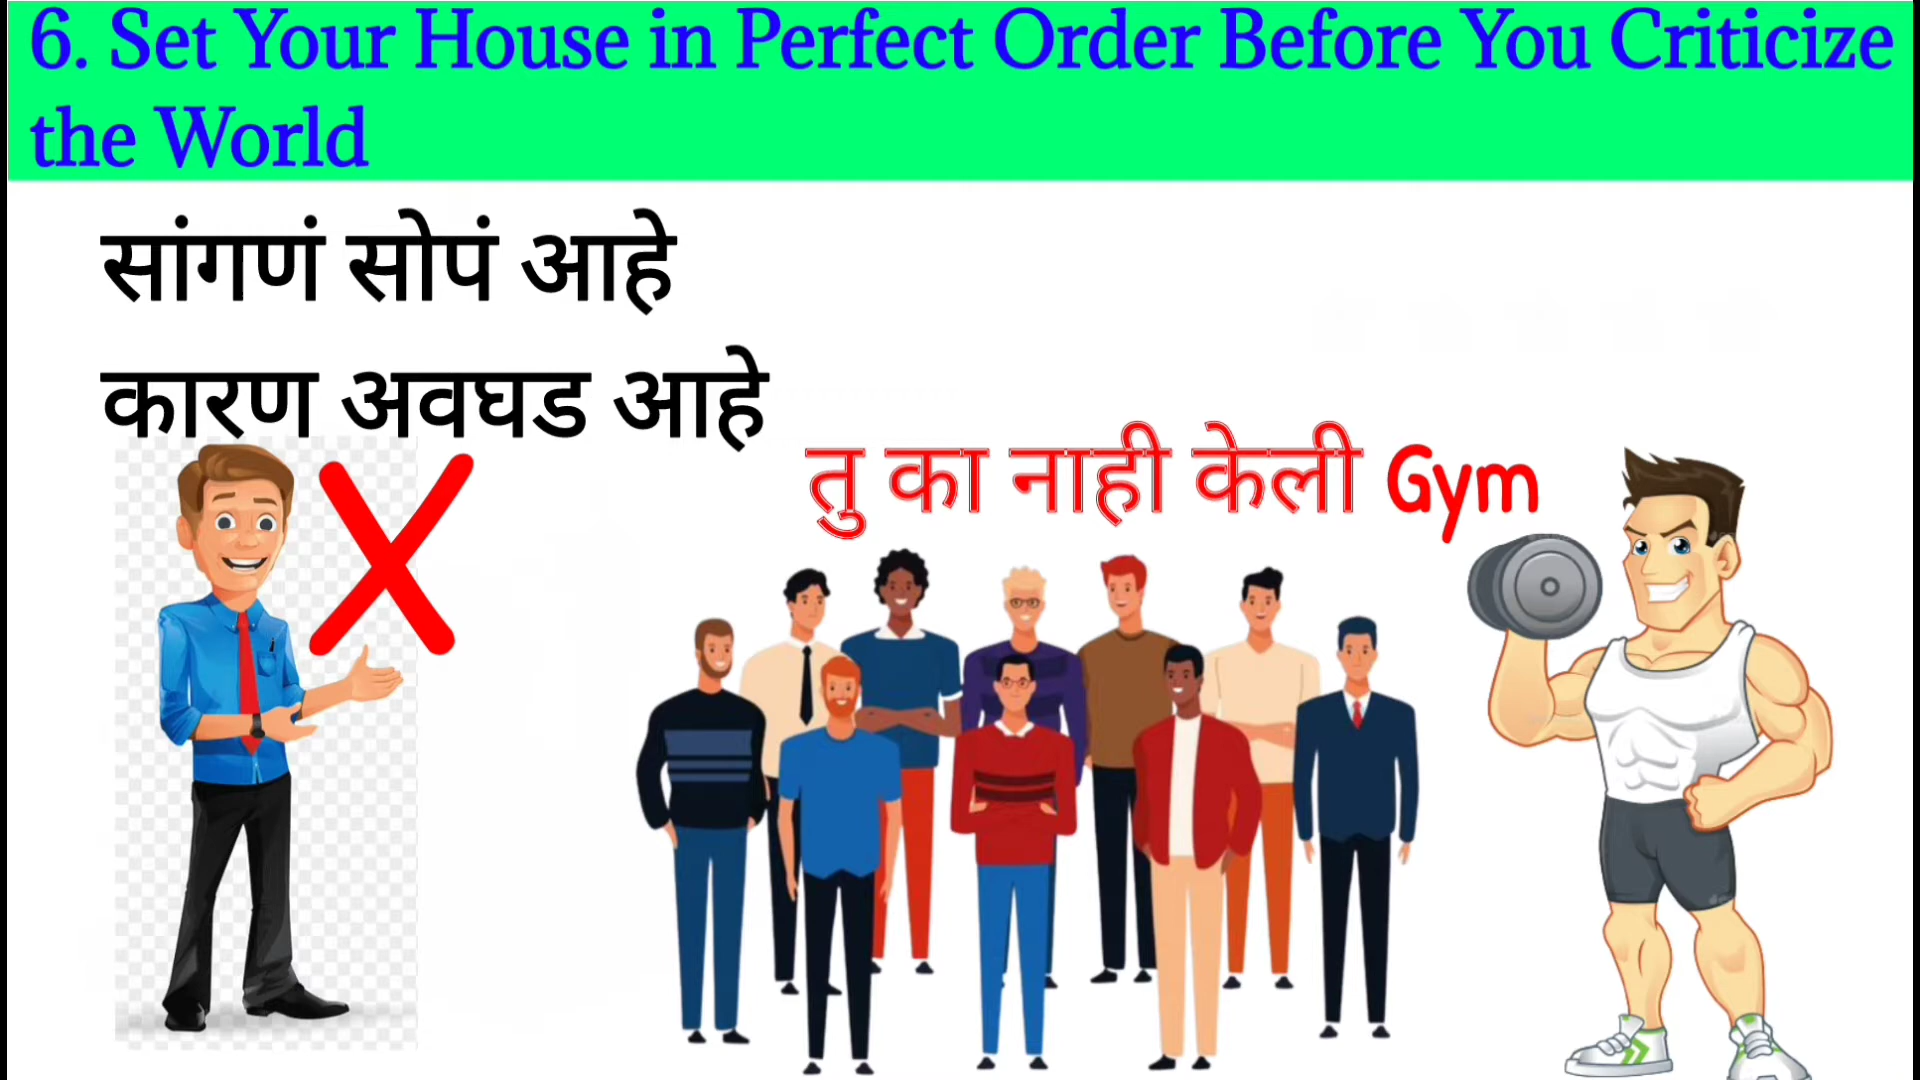 6. Set Your House in Perfect Order Before You Criticize
the World
सांगणं सोपं आहे
कारण अवघड आहे
तु का नाही केली Gym